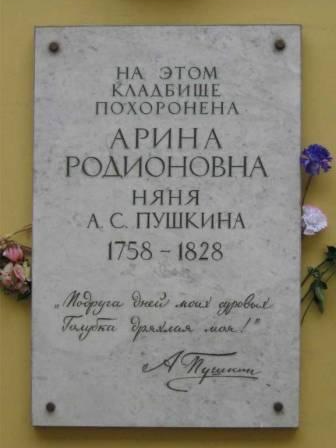 НА ЭТОМ
КЛАДБИЩЕ
ПОХОРОНЕНА
АРИНА
РОДИОНОВНА
НЯНЯ
А. С. ПУШКИНА
1758 – 1828
„Подруга дней моих суровых
Голубка дряхлая моя!"
А Пушкин